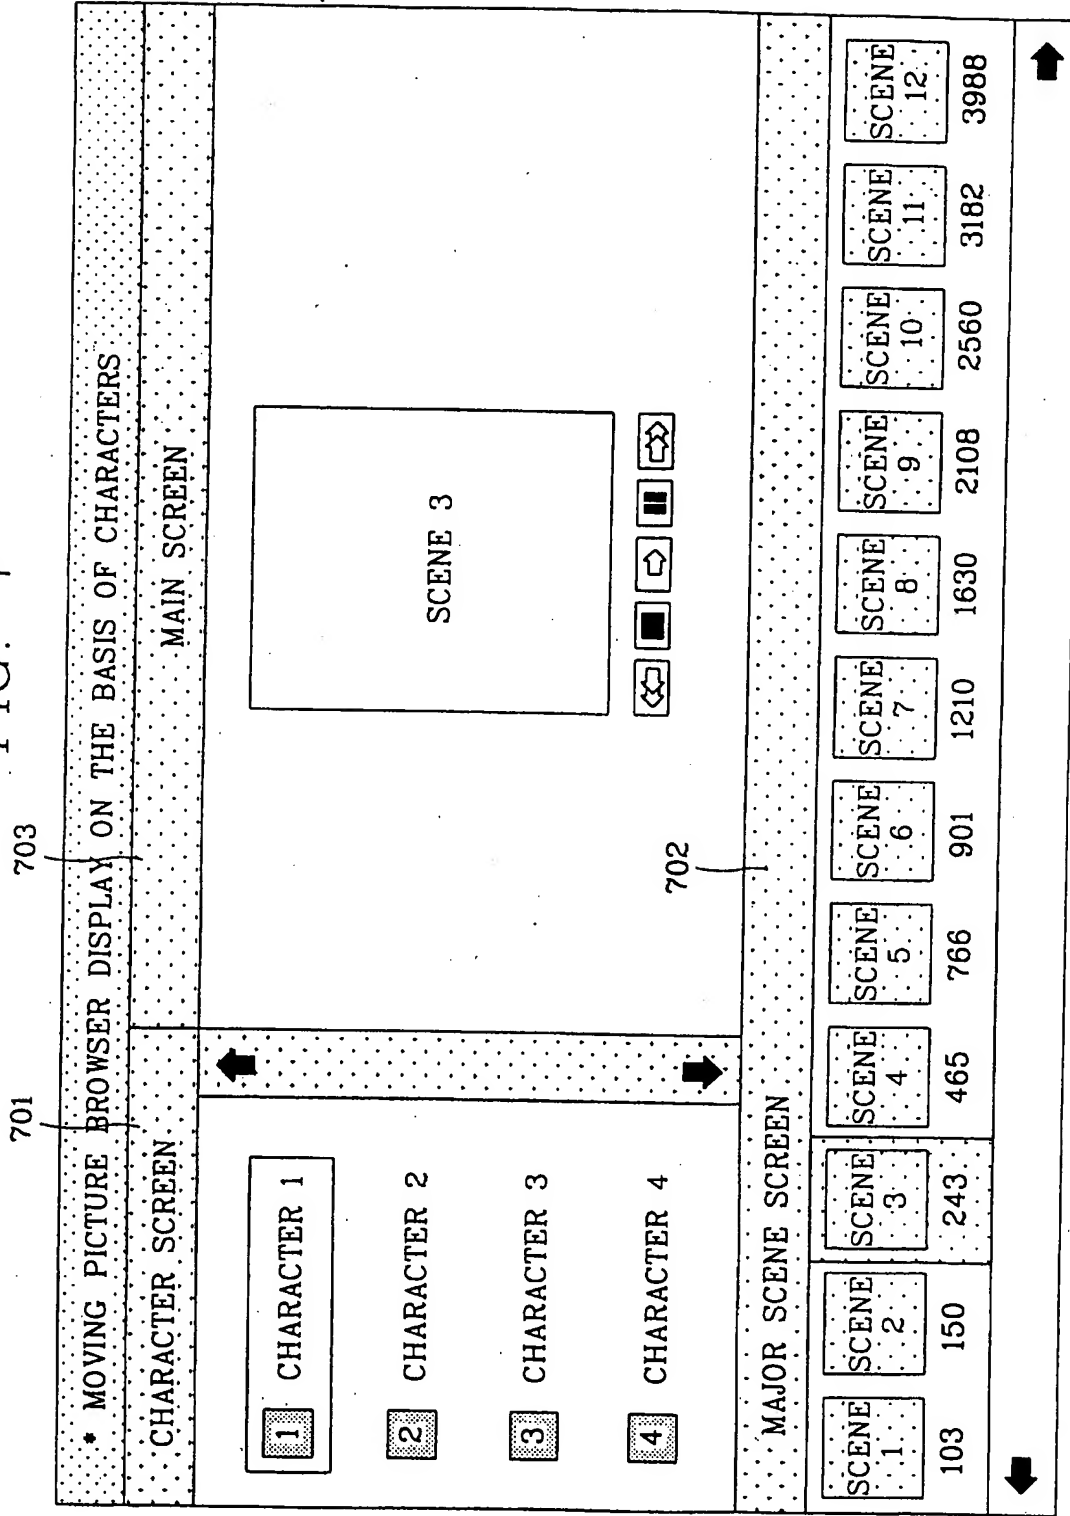 FIG. 7
703
701
* MOVING PICTURE BROWSER DISPLAY ON THE BASIS OF CHARACTERS
CHARACTER SCREEN
MAIN SCREEN
1 CHARACTER 1
2 CHARACTER 2
3 CHARACTER 3
4 CHARACTER 4
SCENE 3
702
MAJOR SCENE SCREEN
SCENE 1
SCENE 2
SCENE 3
SCENE 4
SCENE 5
SCENE 6
SCENE 7
SCENE 8
SCENE 9
SCENE 10
SCENE 11
SCENE 12
103 150 243 465 766 901 1210 1630 2108 2560 3182 3988